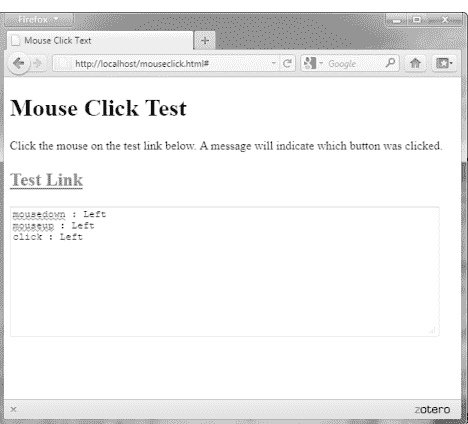 Firefox
Mouse Click Text
http://localhost/mouseclick.html#
Google
Mouse Click Test
Click the mouse on the test link below. A message will indicate which button was clicked.
Test Link
mousedown : Left
mouseup : Left
click : Left
zotero